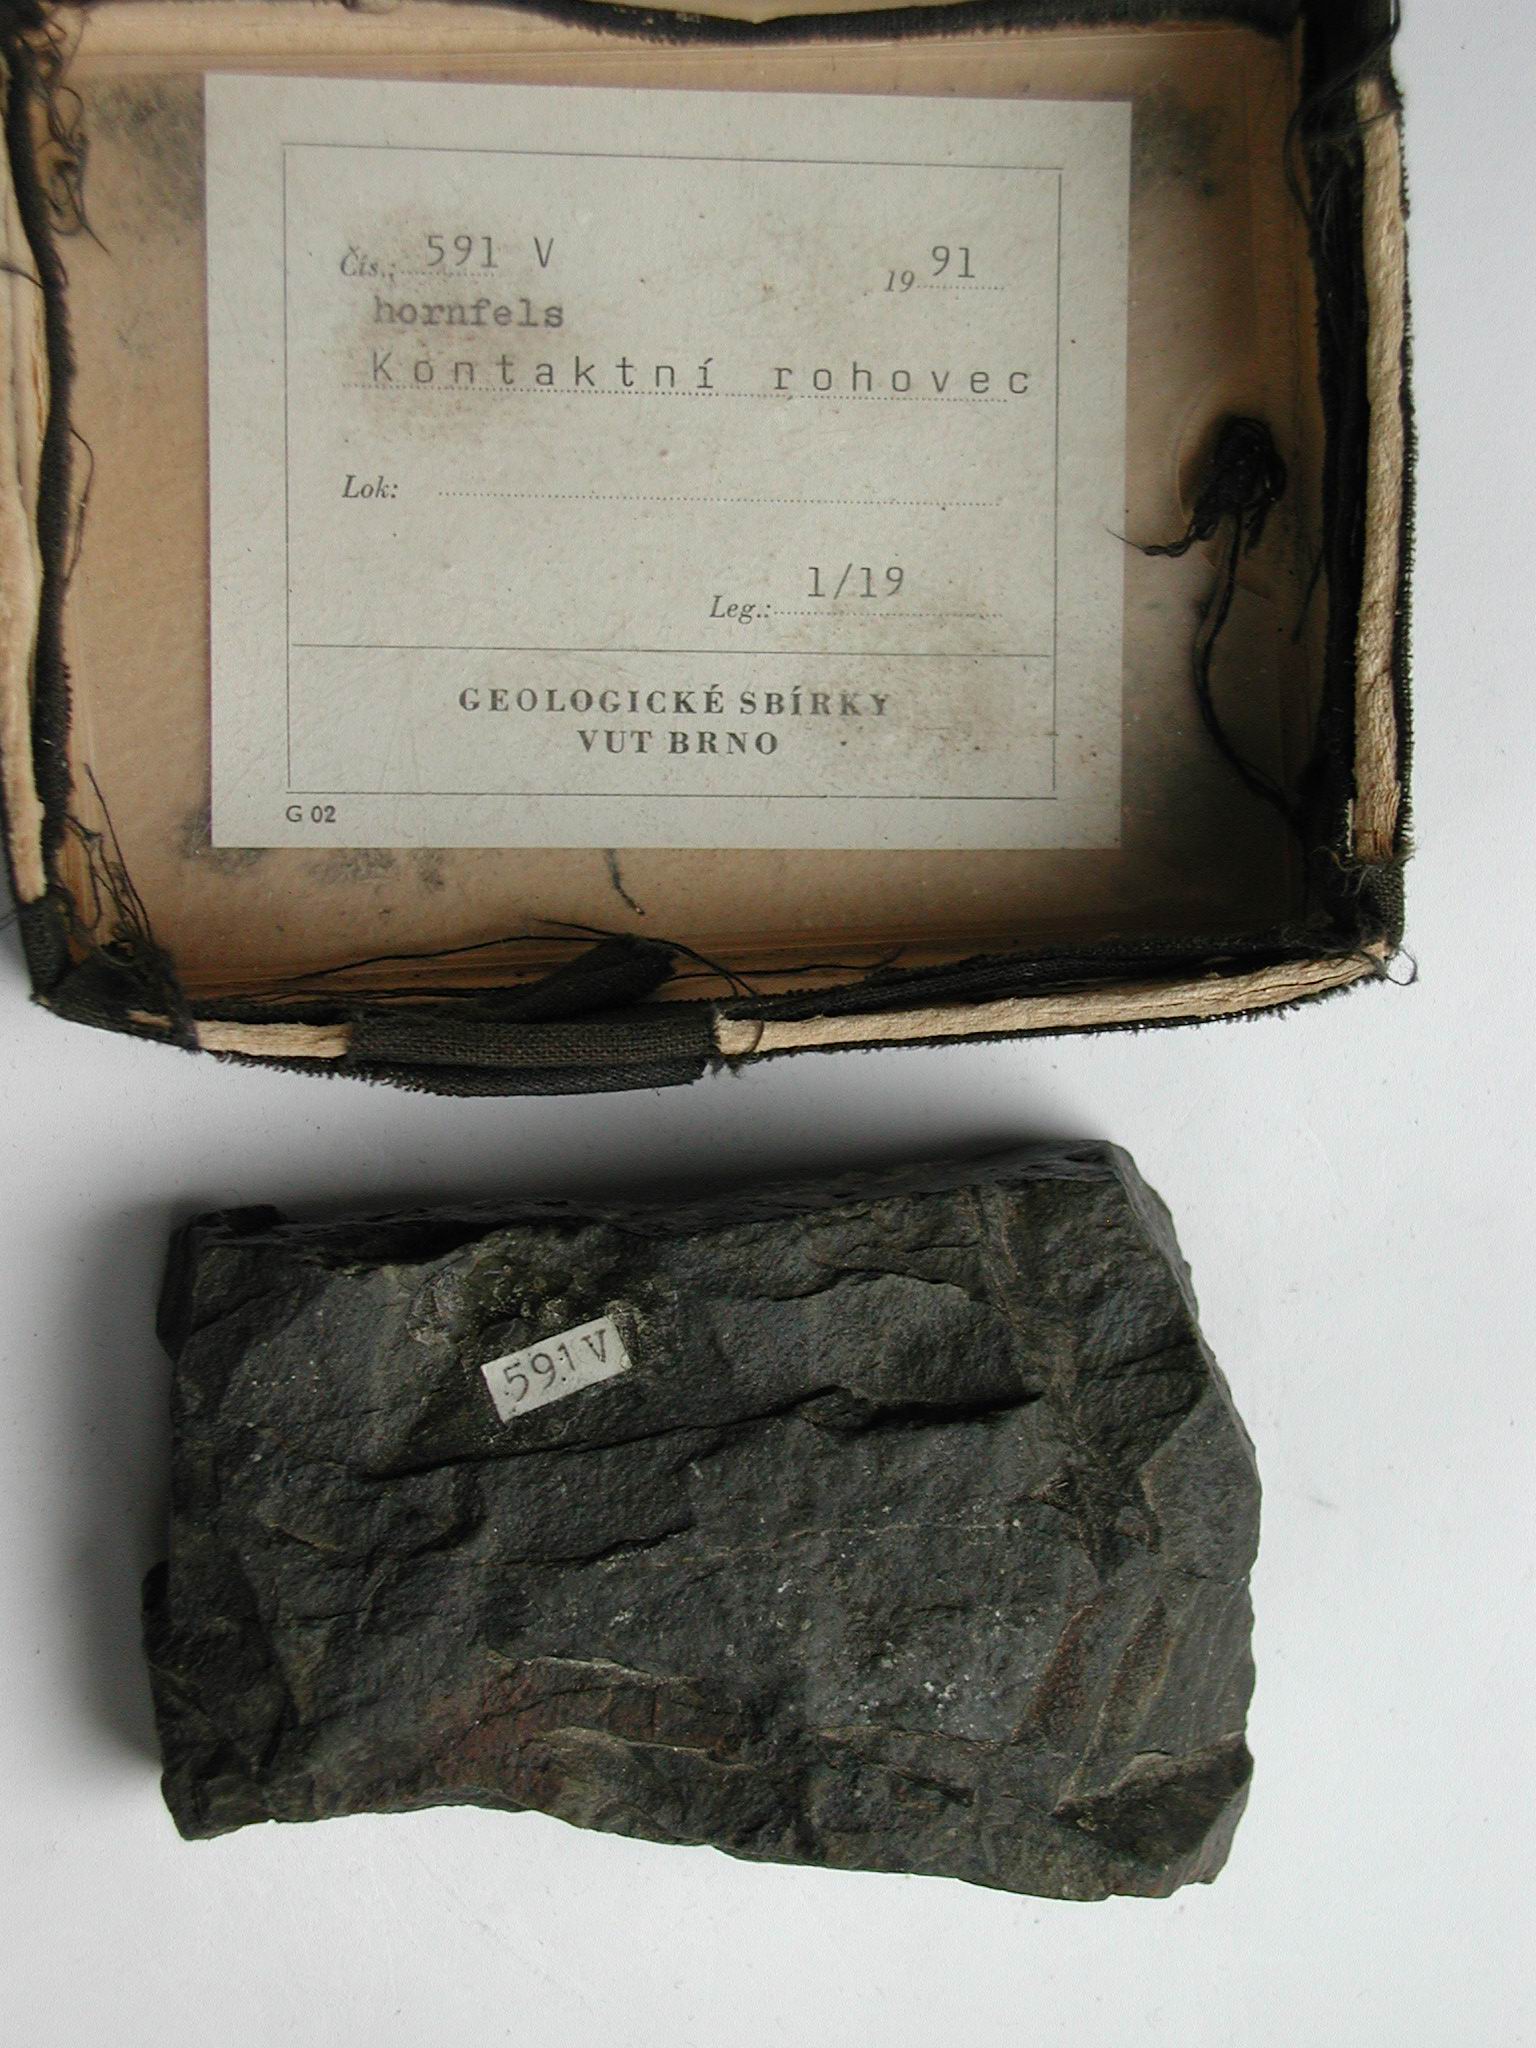 Čís.: 591 V 19 91
hornfels
Kontaktní rohovec
Lok:
Leg.: 1/19
GEOLOGICKÉ SBÍRKY
VUT BRNO
G 02
591 V